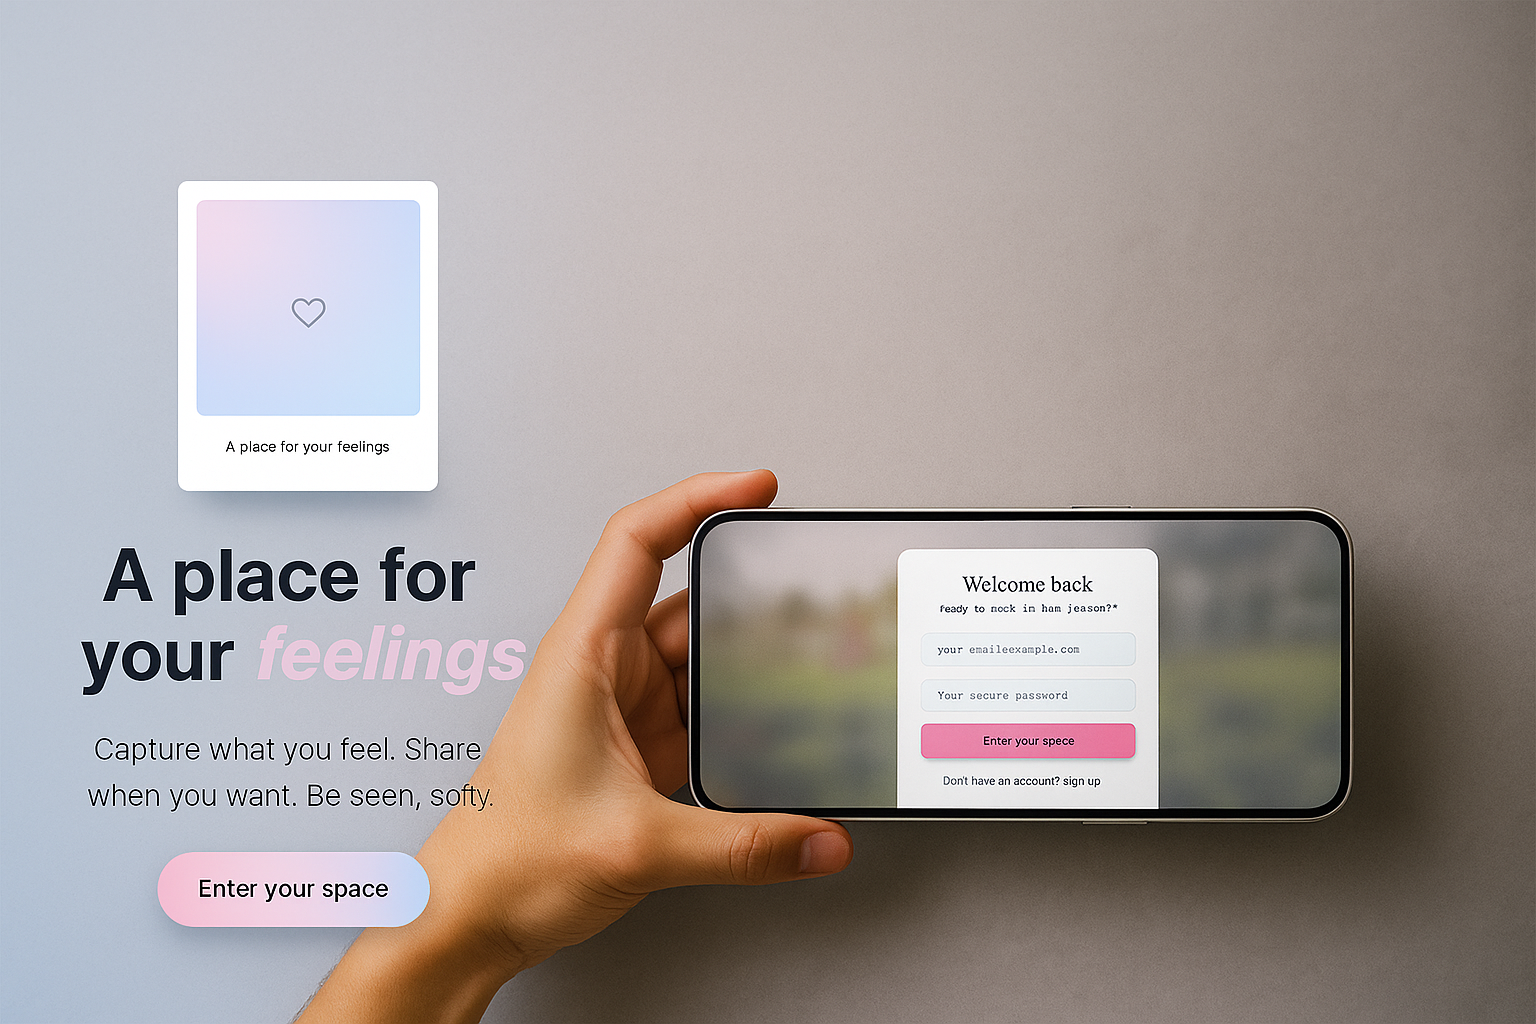 A place for your feelings
A place for
your feelings
Capture what you feel. Share
when you want. Be seen, softy.
Enter your space
Welcome back
ready to mock in ham jeason?*
your emaileexample.com
Your secure password
Enter your spece
Don't have an account? sign up